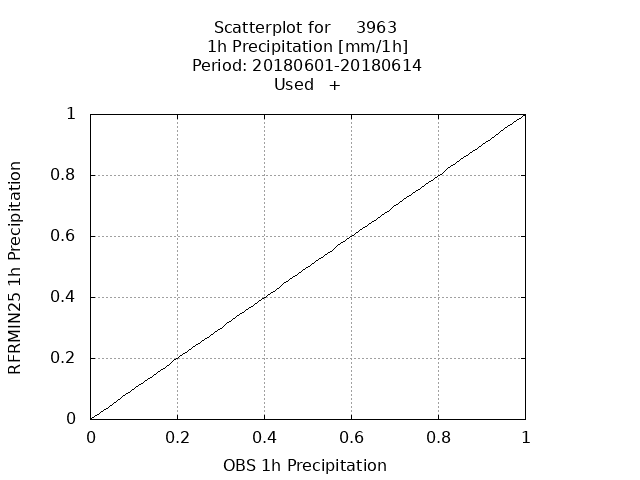 Scatterplot for 3963
1h Precipitation [mm/1h]
Period: 20180601-20180614
Used +
1
0.8
0.6
0.4
0.2
0
RFRMIN25 1h Precipitation
0 0.2 0.4 0.6 0.8 1
OBS 1h Precipitation